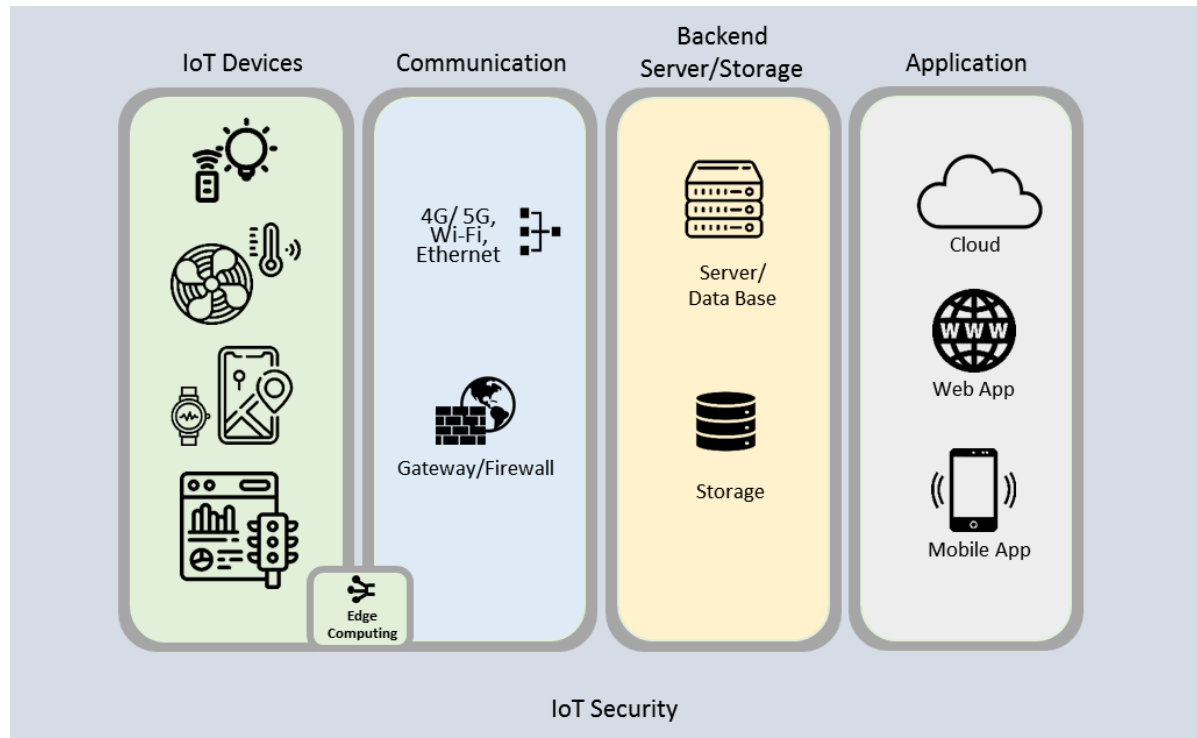 IoT Devices
Communication
Backend
Server/Storage
Application
4G/ 5G,
Wi-Fi,
Ethernet
Gateway/Firewall
Edge
Computing
Server/
Data Base
Storage
Cloud
WWW
Web App
Mobile App
IoT Security